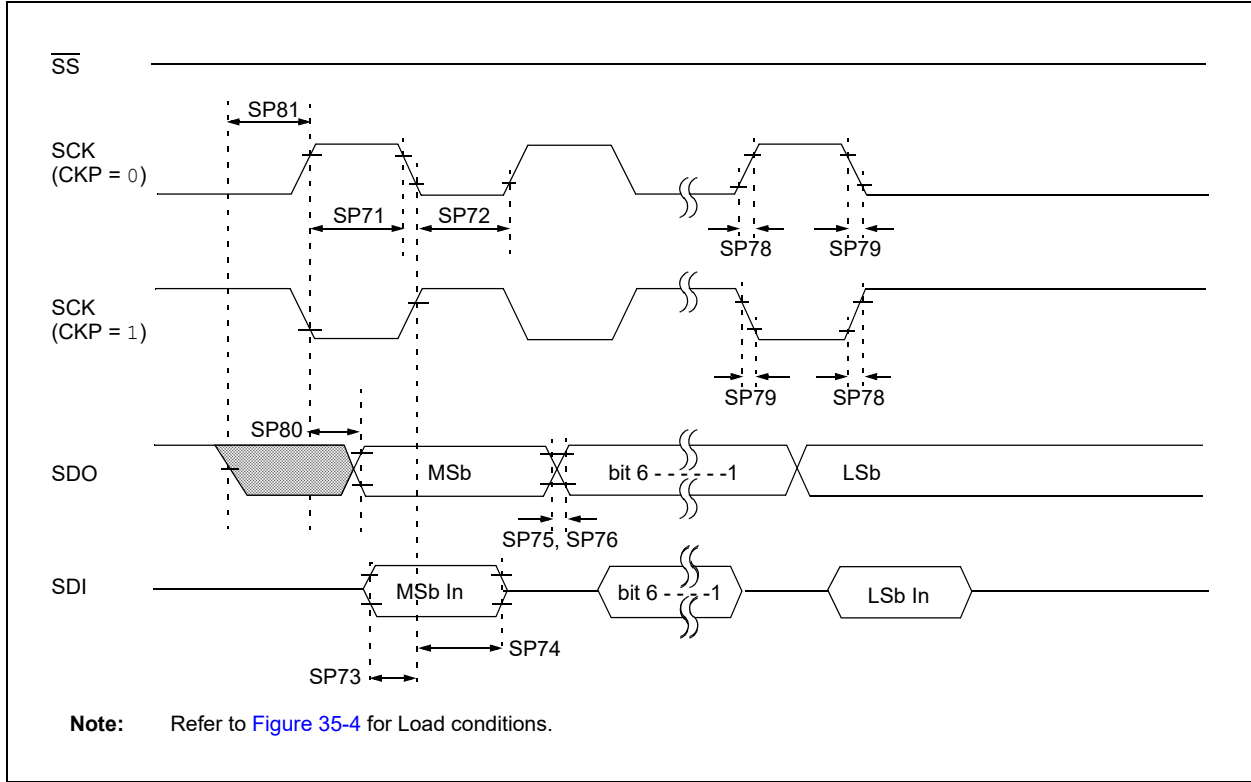 SS
SP81
SCK
(CKP = 0)
SP71
SP72
SP78
SP79
SCK
(CKP = 1)
SP79
SP78
SP80
SDO
MSb
bit 6 - - - - - - -1
LSb
SP75, SP76
SDI
MSb In
bit 6 - - - - -1
LSb In
SP74
SP73
Note: Refer to Figure 35-4 for Load conditions.